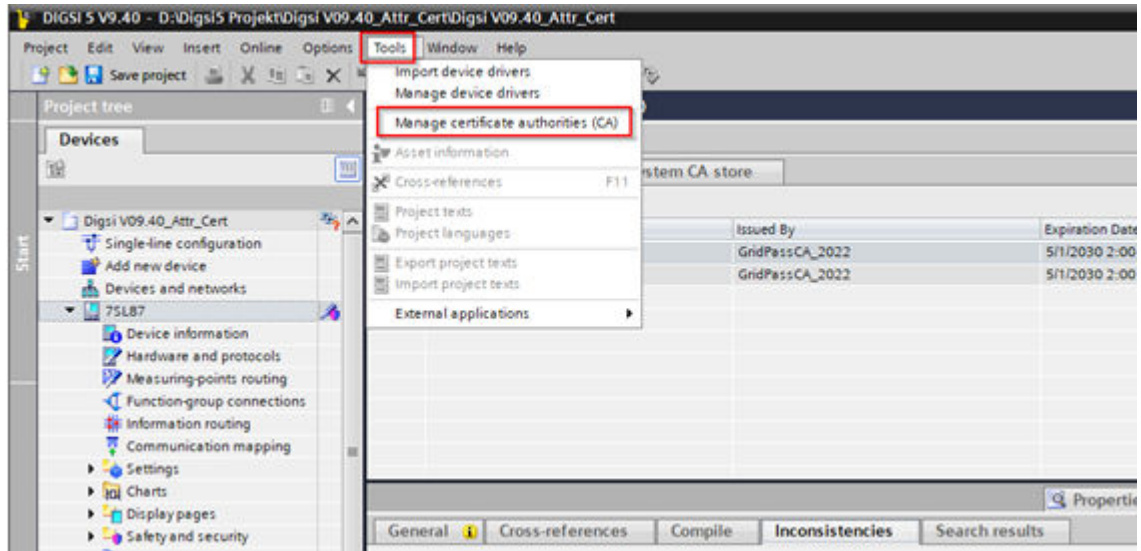 DIGSI 5 V9.40 - D:\Digsi5 Projekt\Digsi V09.40_Attr_Cert\Digsi V09.40_Attr_Cert
Project Edit View Insert Online Options Tools Window Help
Save project
Import device drivers
Manage device drivers
Manage certificate authorities (CA)
Asset information
Cross-references F11
Project texts
Project languages
Export project texts
Import project texts
External applications
Project tree
Devices
Start
Digsi V09.40_Attr_Cert
Single-line configuration
Add new device
Devices and networks
7SL87
Device information
Hardware and protocols
Measuring-points routing
Function-group connections
Information routing
Communication mapping
Settings
Charts
Display pages
Safety and security
stem CA store
Issued By Expiration Date
GridPassCA_2022 5/1/2030 2:00
GridPassCA_2022 5/1/2030 2:00
Propertie
General Cross-references Compile Inconsistencies Search results